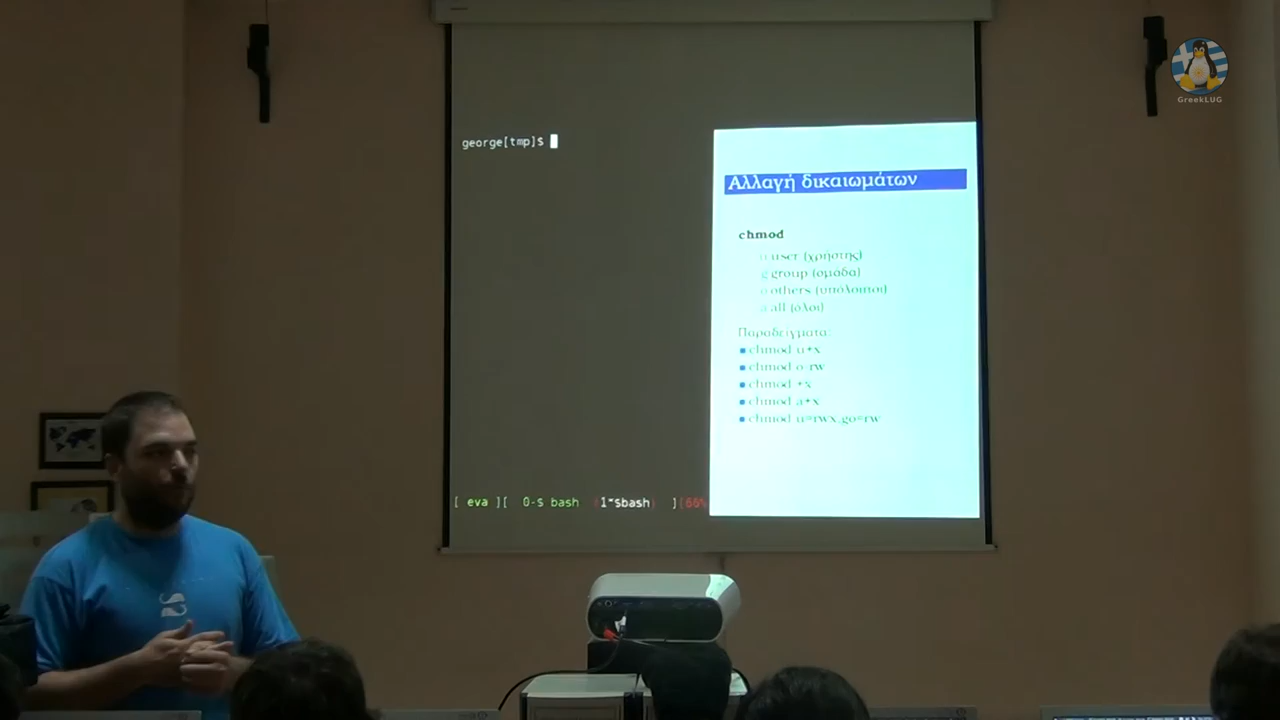 GreekLUG
george[tmp]$
Αλλαγή δικαιωμάτων
chmod
u user (χρήστης)
g group (ομάδα)
o others (υπόλοιποι)
a all (όλοι)
Παραδείγματα:
chmod u+x
chmod o-rw
chmod +x
chmod a+x
chmod u=rwx,go=rw
[ eva ][ 0-$ bash (1*$bash) ][66%